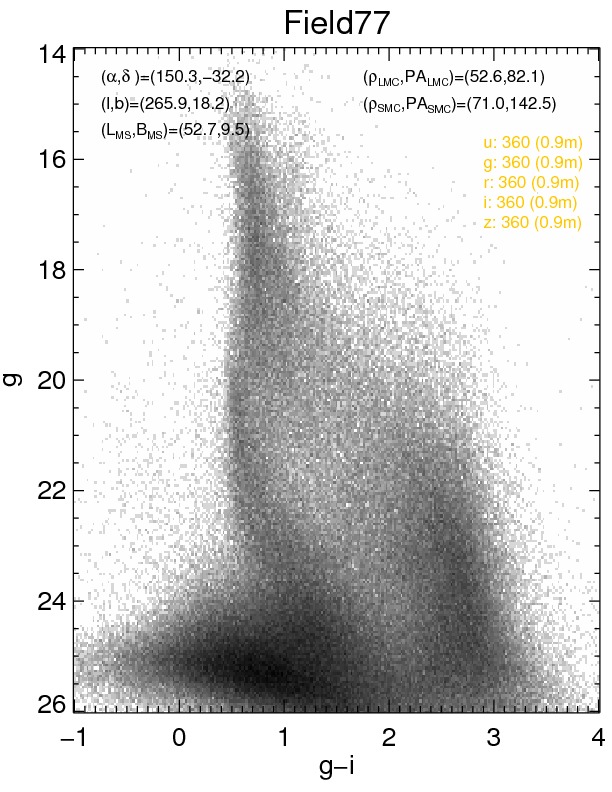 Field77
(α,δ )=(150.3,−32.2)
(ρLMC,PALMC)=(52.6,82.1)
(l,b)=(265.9,18.2)
(ρSMC,PASMC)=(71.0,142.5)
(LMS,BMS)=(52.7,9.5)
u: 360 (0.9m)
g: 360 (0.9m)
r: 360 (0.9m)
i: 360 (0.9m)
z: 360 (0.9m)
14
16
18
20
22
24
26
g
−1 0 1 2 3 4
g−i